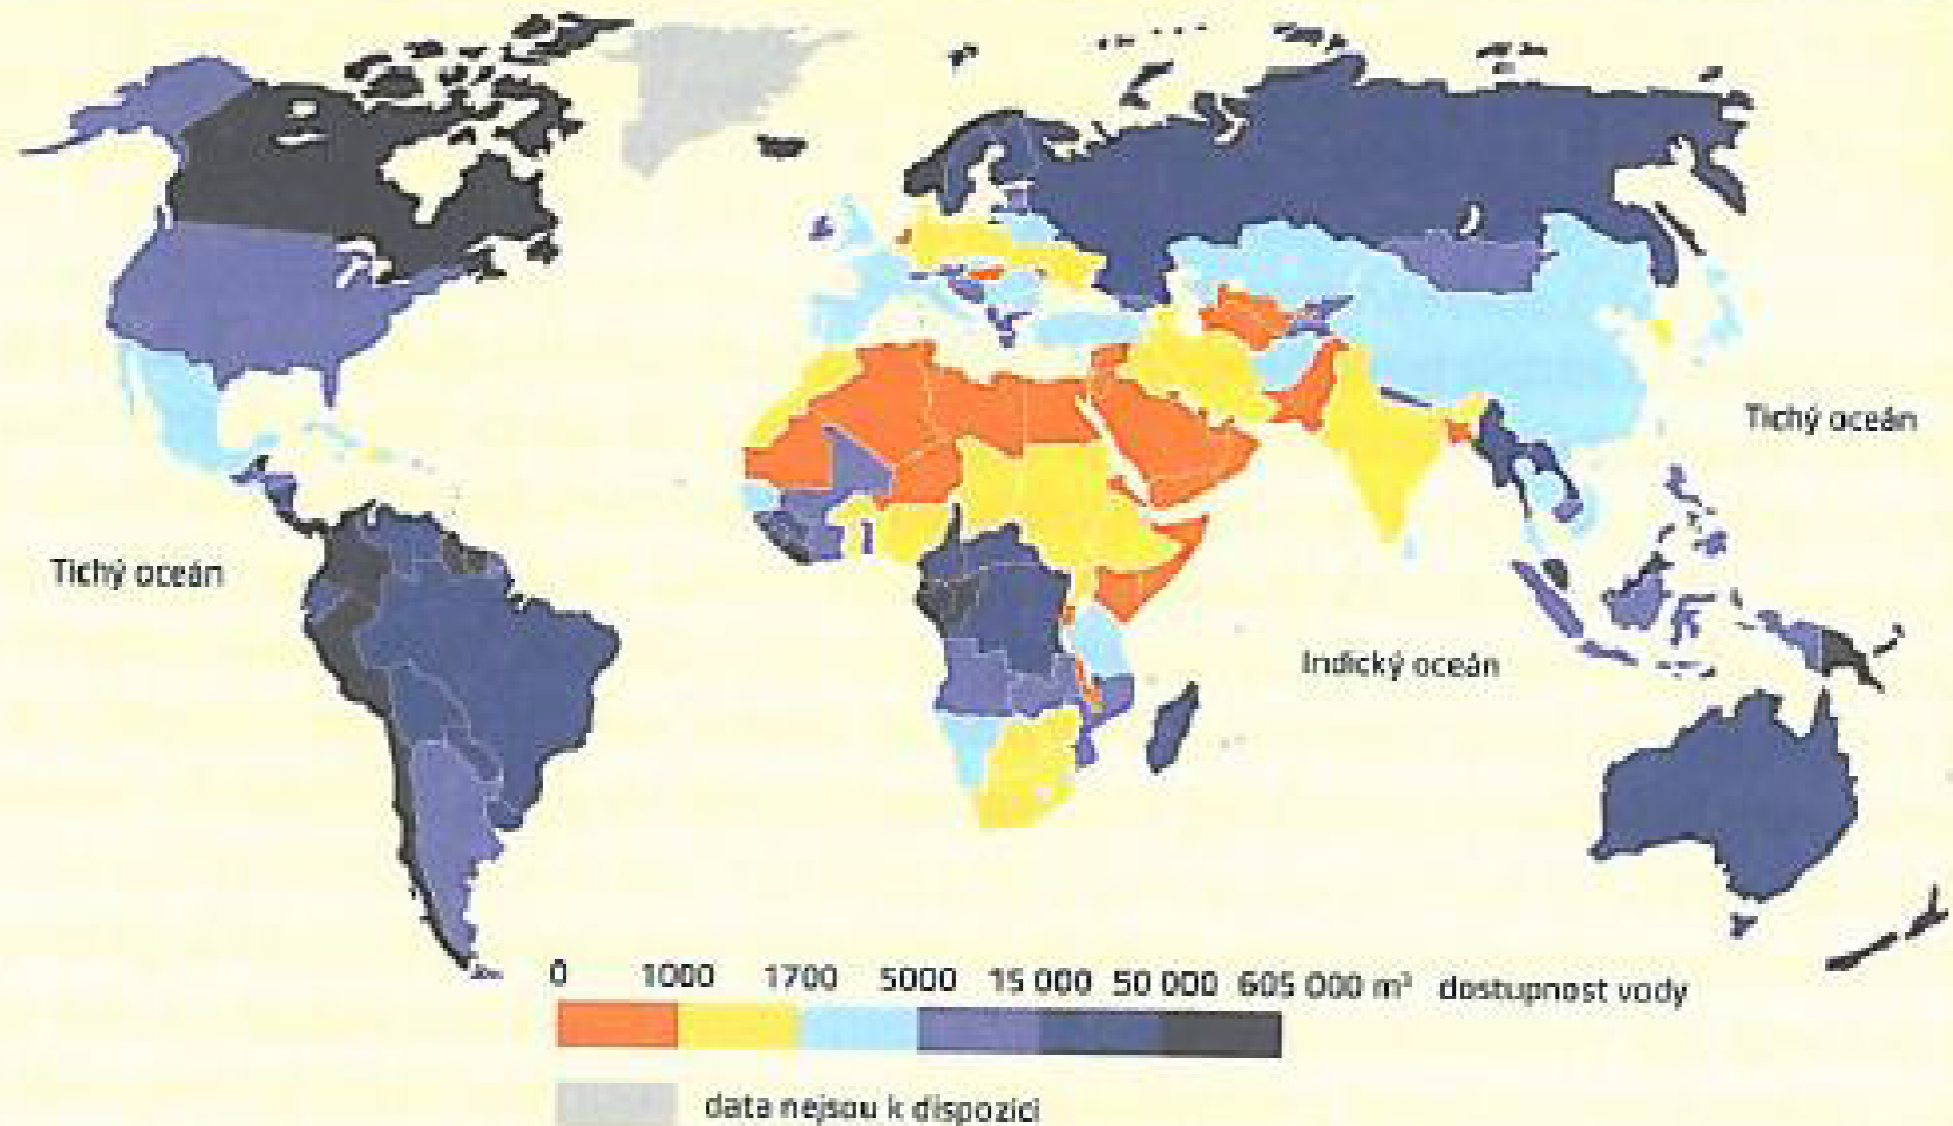 Tichý oceán
Tichý oceán
Indický oceán
0 1000 1700 5000 15 000 50 000 605 000 m³ dostupnost vody
data nejsou k dispozici